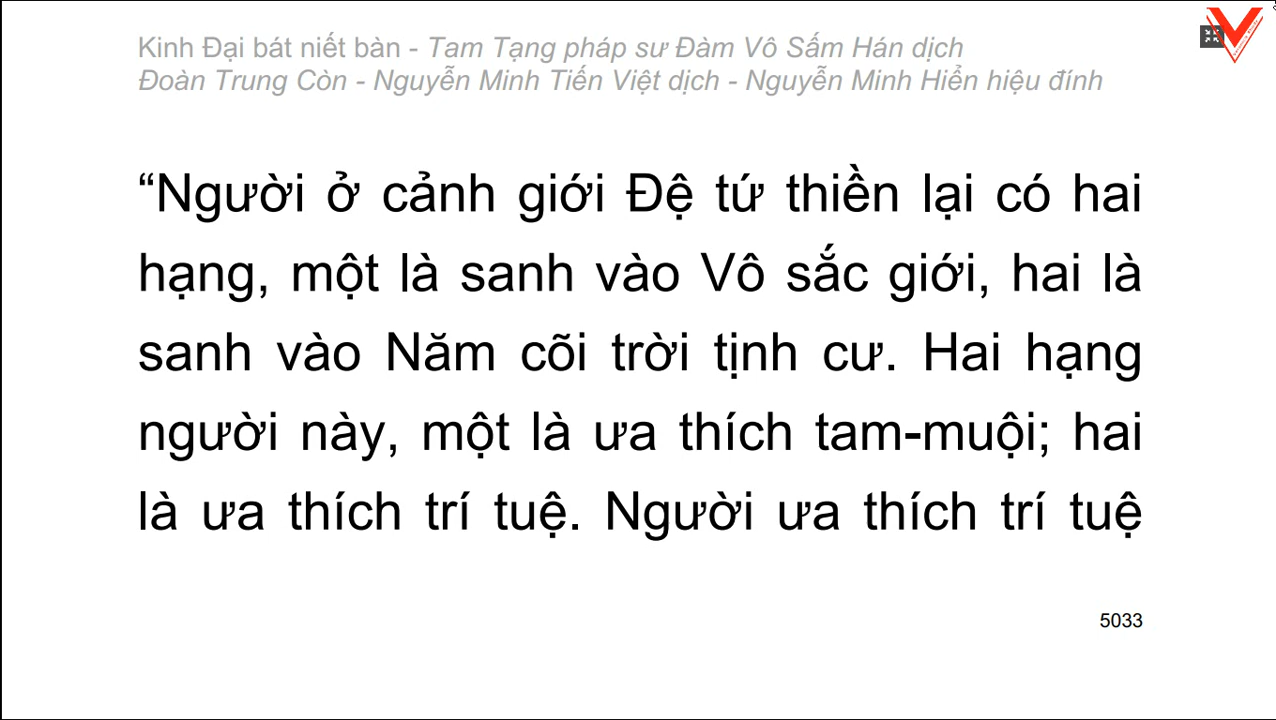 Kinh Đại bát niết bàn - Tam Tạng pháp sư Đàm Vô Sấm Hán dịch
Đoàn Trung Còn - Nguyễn Minh Tiến Việt dịch - Nguyễn Minh Hiển hiệu đính
“Người ở cảnh giới Đệ tứ thiền lại có hai
hạng, một là sanh vào Vô sắc giới, hai là
sanh vào Năm cõi trời tịnh cư. Hai hạng
người này, một là ưa thích tam-muội; hai
là ưa thích trí tuệ. Người ưa thích trí tuệ
5033